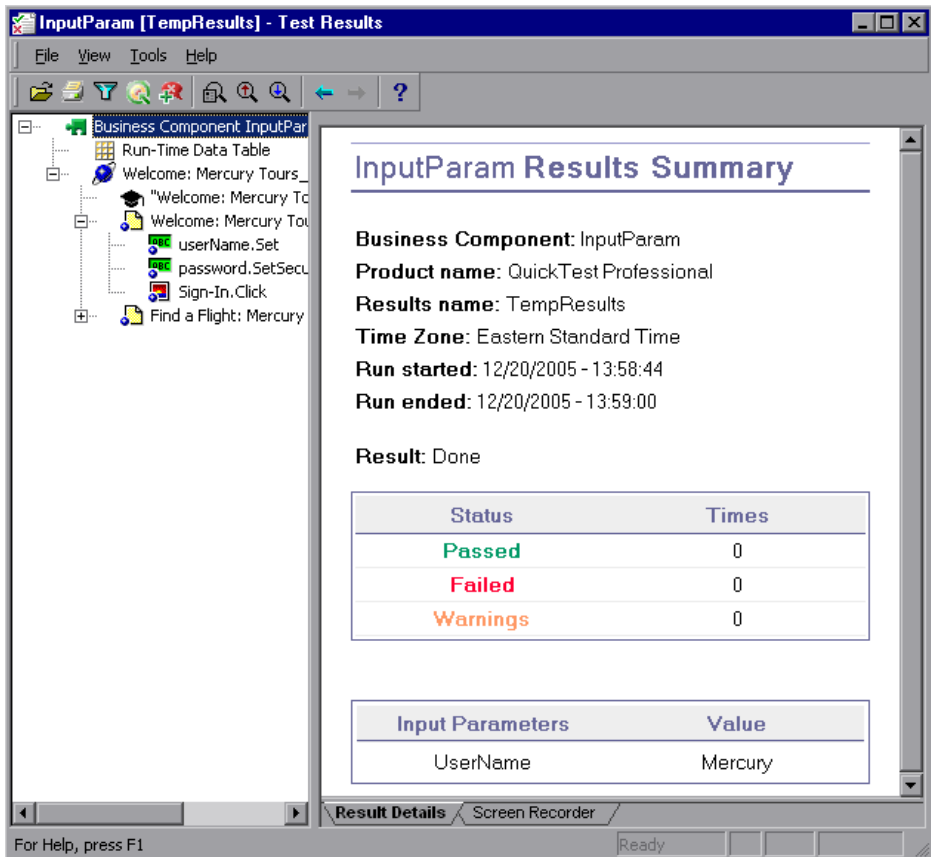 InputParam [TempResults] - Test Results
File View Tools Help
Business Component InputPar
Run-Time Data Table
Welcome: Mercury Tours_
"Welcome: Mercury To
Welcome: Mercury Tou
ABC userName.Set
ABC password.SetSecu
Sign-In.Click
Find a Flight: Mercury
InputParam Results Summary
Business Component: InputParam
Product name: QuickTest Professional
Results name: TempResults
Time Zone: Eastern Standard Time
Run started: 12/20/2005 - 13:58:44
Run ended: 12/20/2005 - 13:59:00
Result: Done
Status Times
Passed 0
Failed 0
Warnings 0
Input Parameters Value
UserName Mercury
Result Details Screen Recorder
For Help, press F1 Ready